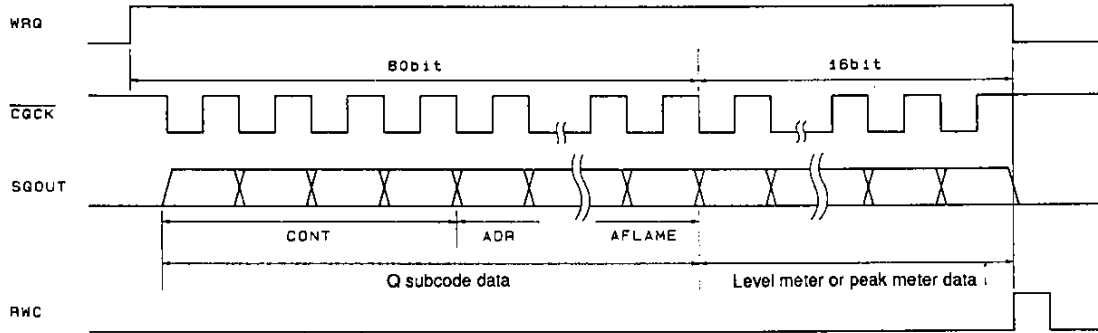 WRQ
80bit 16bit
CQCK
SQOUT
CONT ADR AFLAME
Q subcode data Level meter or peak meter data
RWC